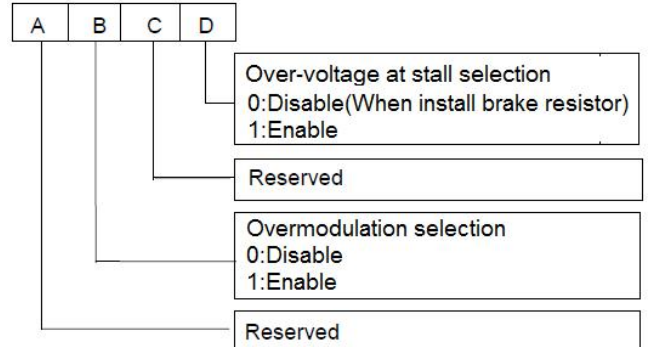 A B C D
Over-voltage at stall selection
0:Disable(When install brake resistor)
1:Enable
Reserved
Overmodulation selection
0:Disable
1:Enable
Reserved